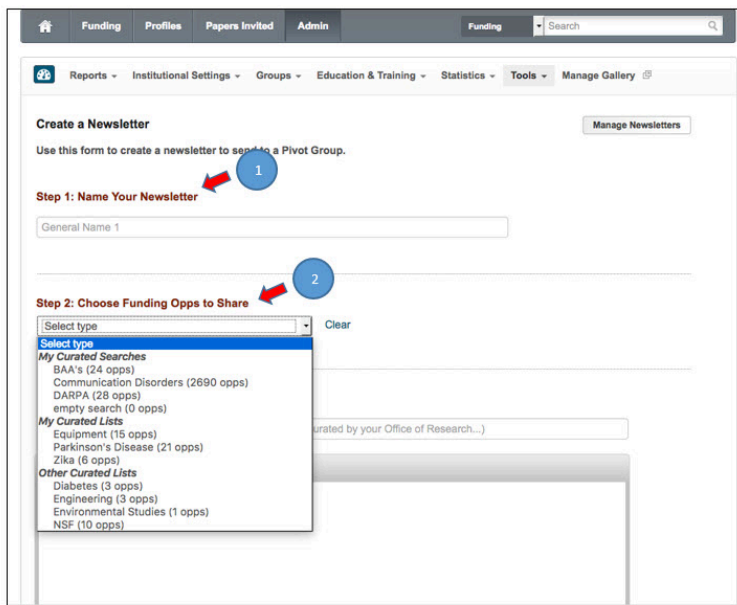 Funding Profiles Papers Invited Admin Funding Search
Reports Institutional Settings Groups Education & Training Statistics Tools Manage Gallery
Create a Newsletter Manage Newsletters
Use this form to create a newsletter to send to a Pivot Group.
1
Step 1: Name Your Newsletter
General Name 1
2
Step 2: Choose Funding Opps to Share
Select type Clear
Select type
My Curated Searches
BAA's (24 opps)
Communication Disorders (2690 opps)
DARPA (28 opps)
empty search (0 opps)
My Curated Lists
Equipment (15 opps) urated by your Office of Research...)
Parkinson's Disease (21 opps)
Zika (6 opps)
Other Curated Lists
Diabetes (3 opps)
Engineering (3 opps)
Environmental Studies (1 opps)
NSF (10 opps)